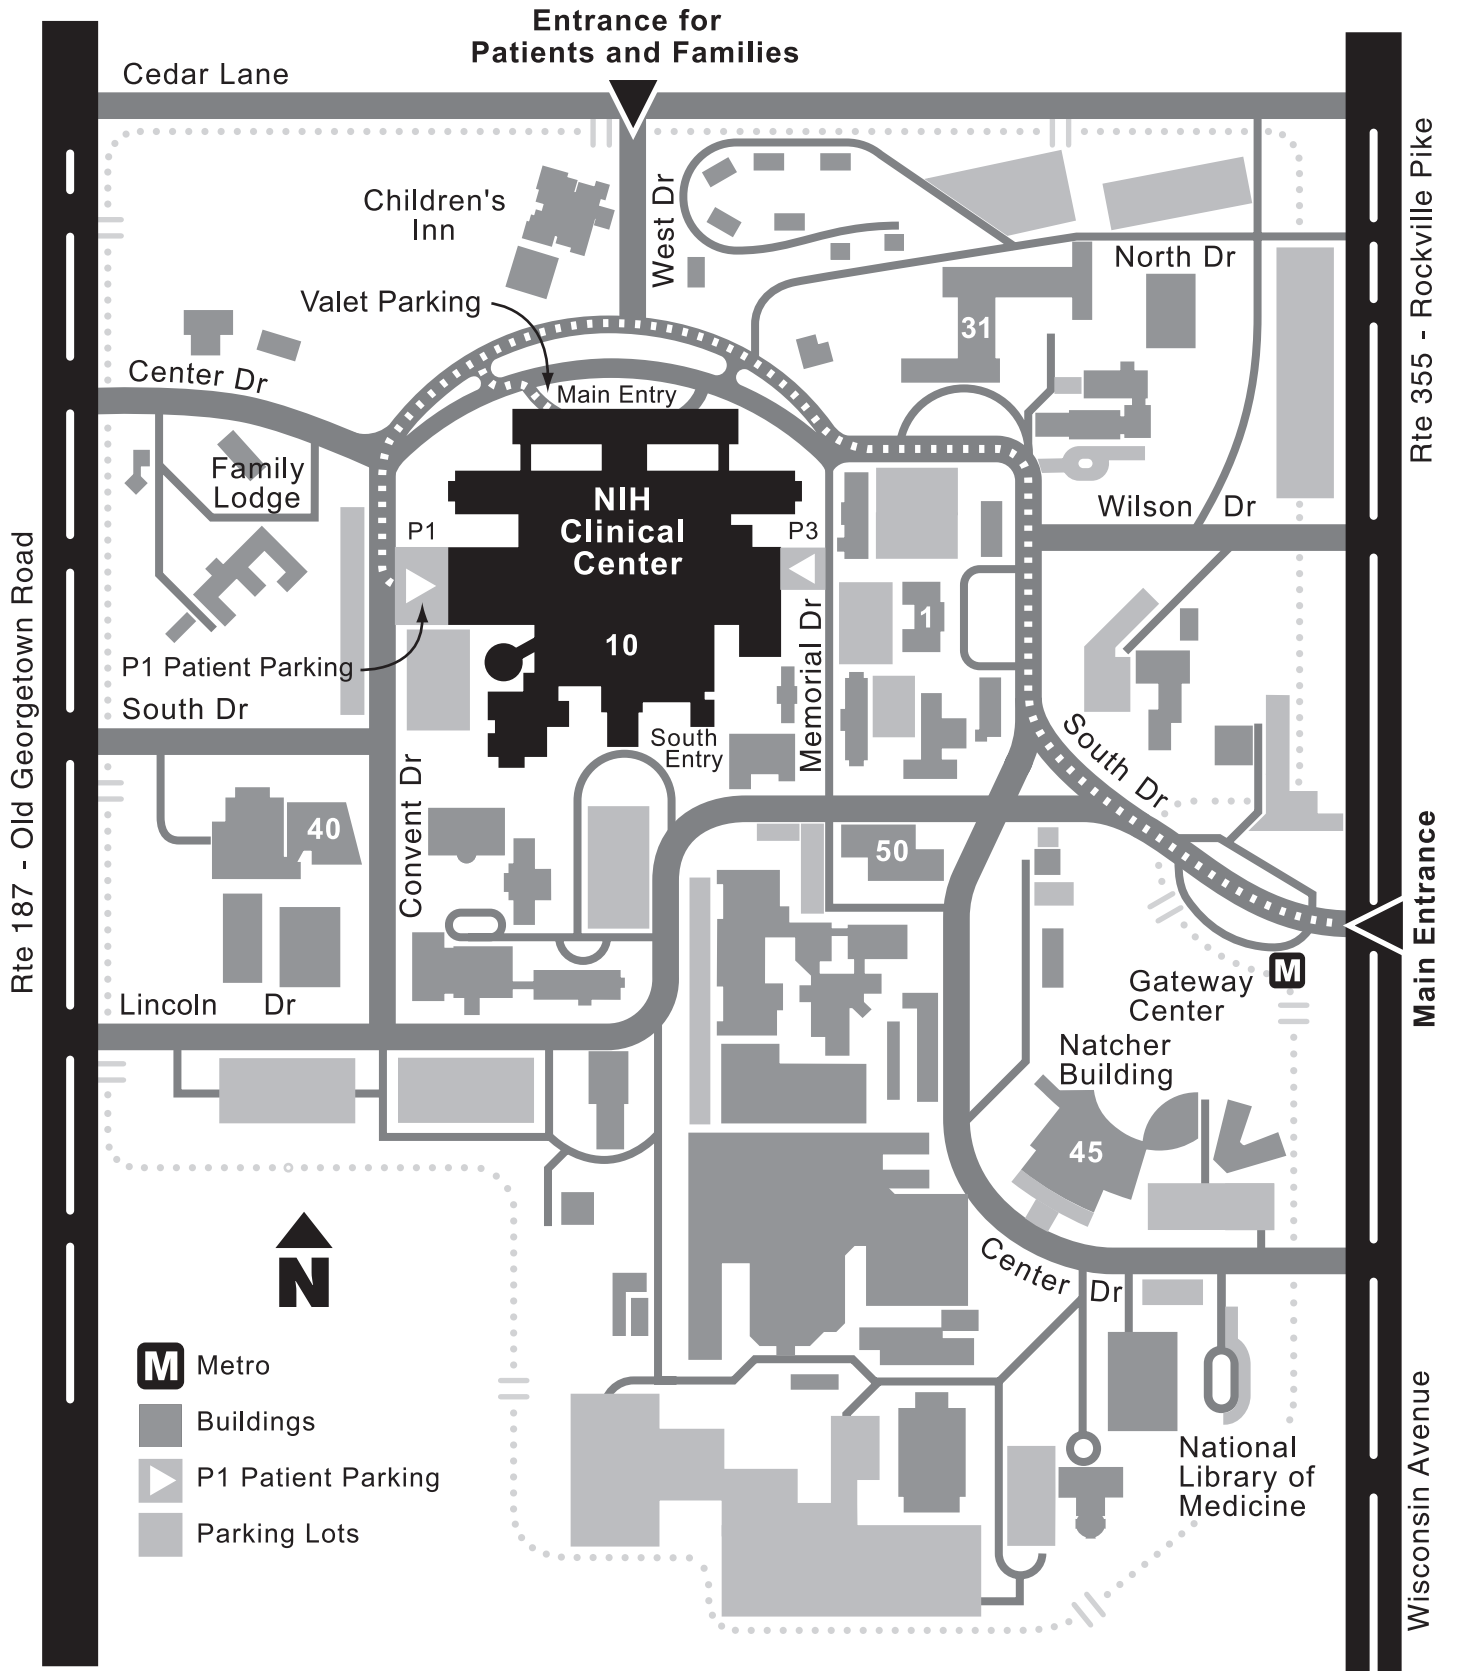 Entrance for
Patients and Families
Cedar Lane
Children's
Inn
West Dr
Rte 355 - Rockville Pike
North Dr
Valet Parking
31
Center Dr
Main Entry
Family
Lodge
NIH
Clinical
Center
P1
P3
Wilson Dr
1
10
Rte 187 - Old Georgetown Road
P1 Patient Parking
Memorial Dr
South Dr
South
Entry
South Dr
Convent Dr
40
50
Main Entrance
M
Gateway
Center
Lincoln Dr
Natcher
Building
45
Center Dr
N
M Metro
Buildings
P1 Patient Parking
Parking Lots
National
Library of
Medicine
Wisconsin Avenue